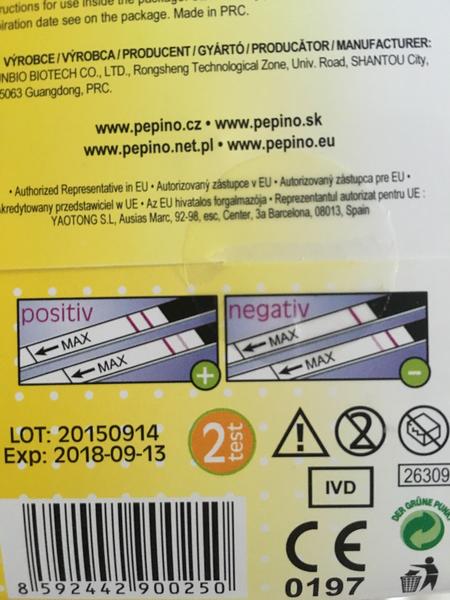 ructions for use inside the package.
piration date see on the package. Made in PRC.
VÝROBCE / VÝROBCA / PRODUCENT / GYÁRTÓ / PRODUCĂTOR / MANUFACTURER:
NBIO BIOTECH CO., LTD., Rongsheng Technological Zone, Univ. Road, SHANTOU City,
5063 Guangdong, PRC.
www.pepino.cz • www.pepino.sk
www.pepino.net.pl • www.pepino.eu
• Authorized Representative in EU • Autorizovaný zástupce v EU • Autorizovaný zástupca pre EU •
kredytowany przedstawiciel w UE • Az EU hivatalos forgalmazója • Reprezentantul autorizat pentru UE :
YAOTONG S.L, Ausias Marc, 92-98, esc, Center, 3a Barcelona, 08013, Spain
positiv negativ
MAX MAX
MAX MAX
+ -
LOT: 20150914
Exp: 2018-09-13
2 test
2
IVD
26309
DER GRÜNE PUNK
CE
0197
8 592442 900250